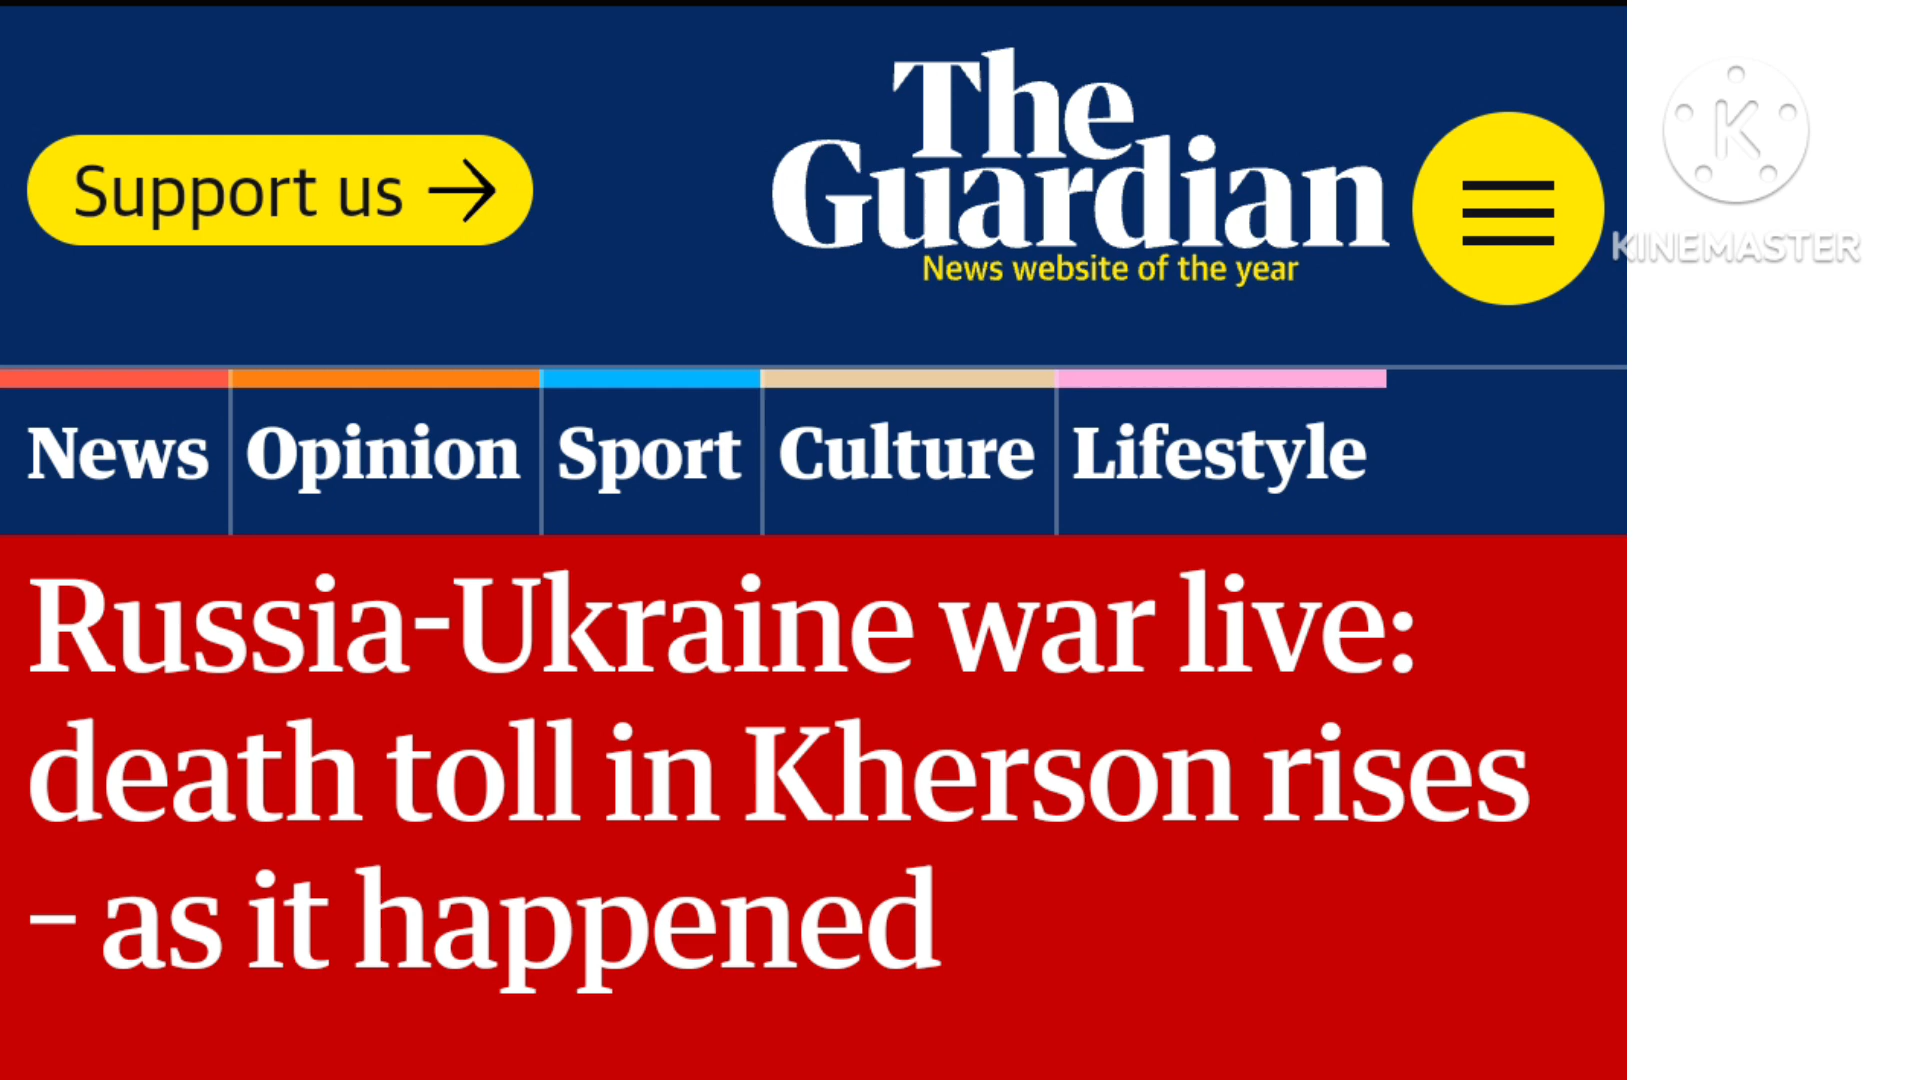 The
Guardian
News website of the year
Support us →
K
KINEMASTER
News Opinion Sport Culture Lifestyle
Russia-Ukraine war live:
death toll in Kherson rises
– as it happened